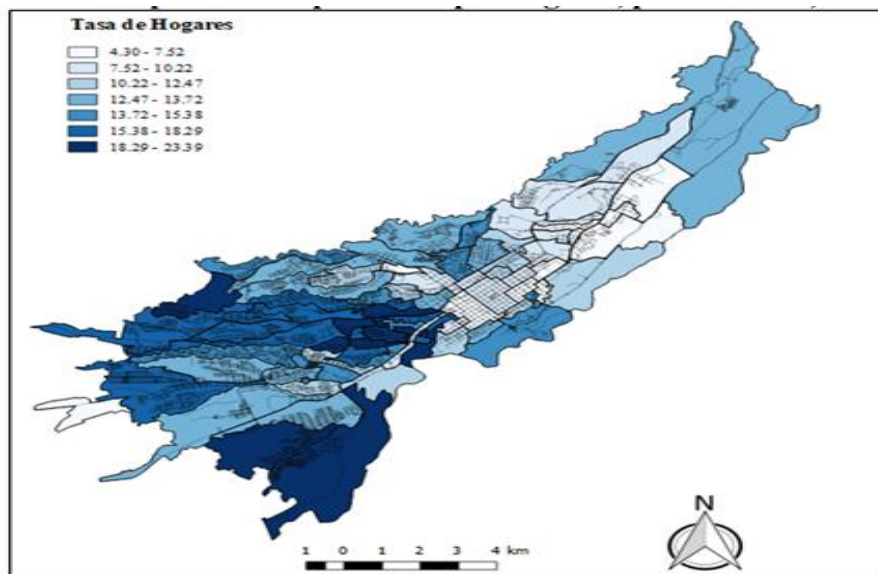 Tasa de Hogares
4.30 - 7.52
7.52 - 10.22
10.22 - 12.47
12.47 - 13.72
13.72 - 15.38
15.38 - 18.29
18.29 - 23.39
N
1 0 1 2 3 4 km